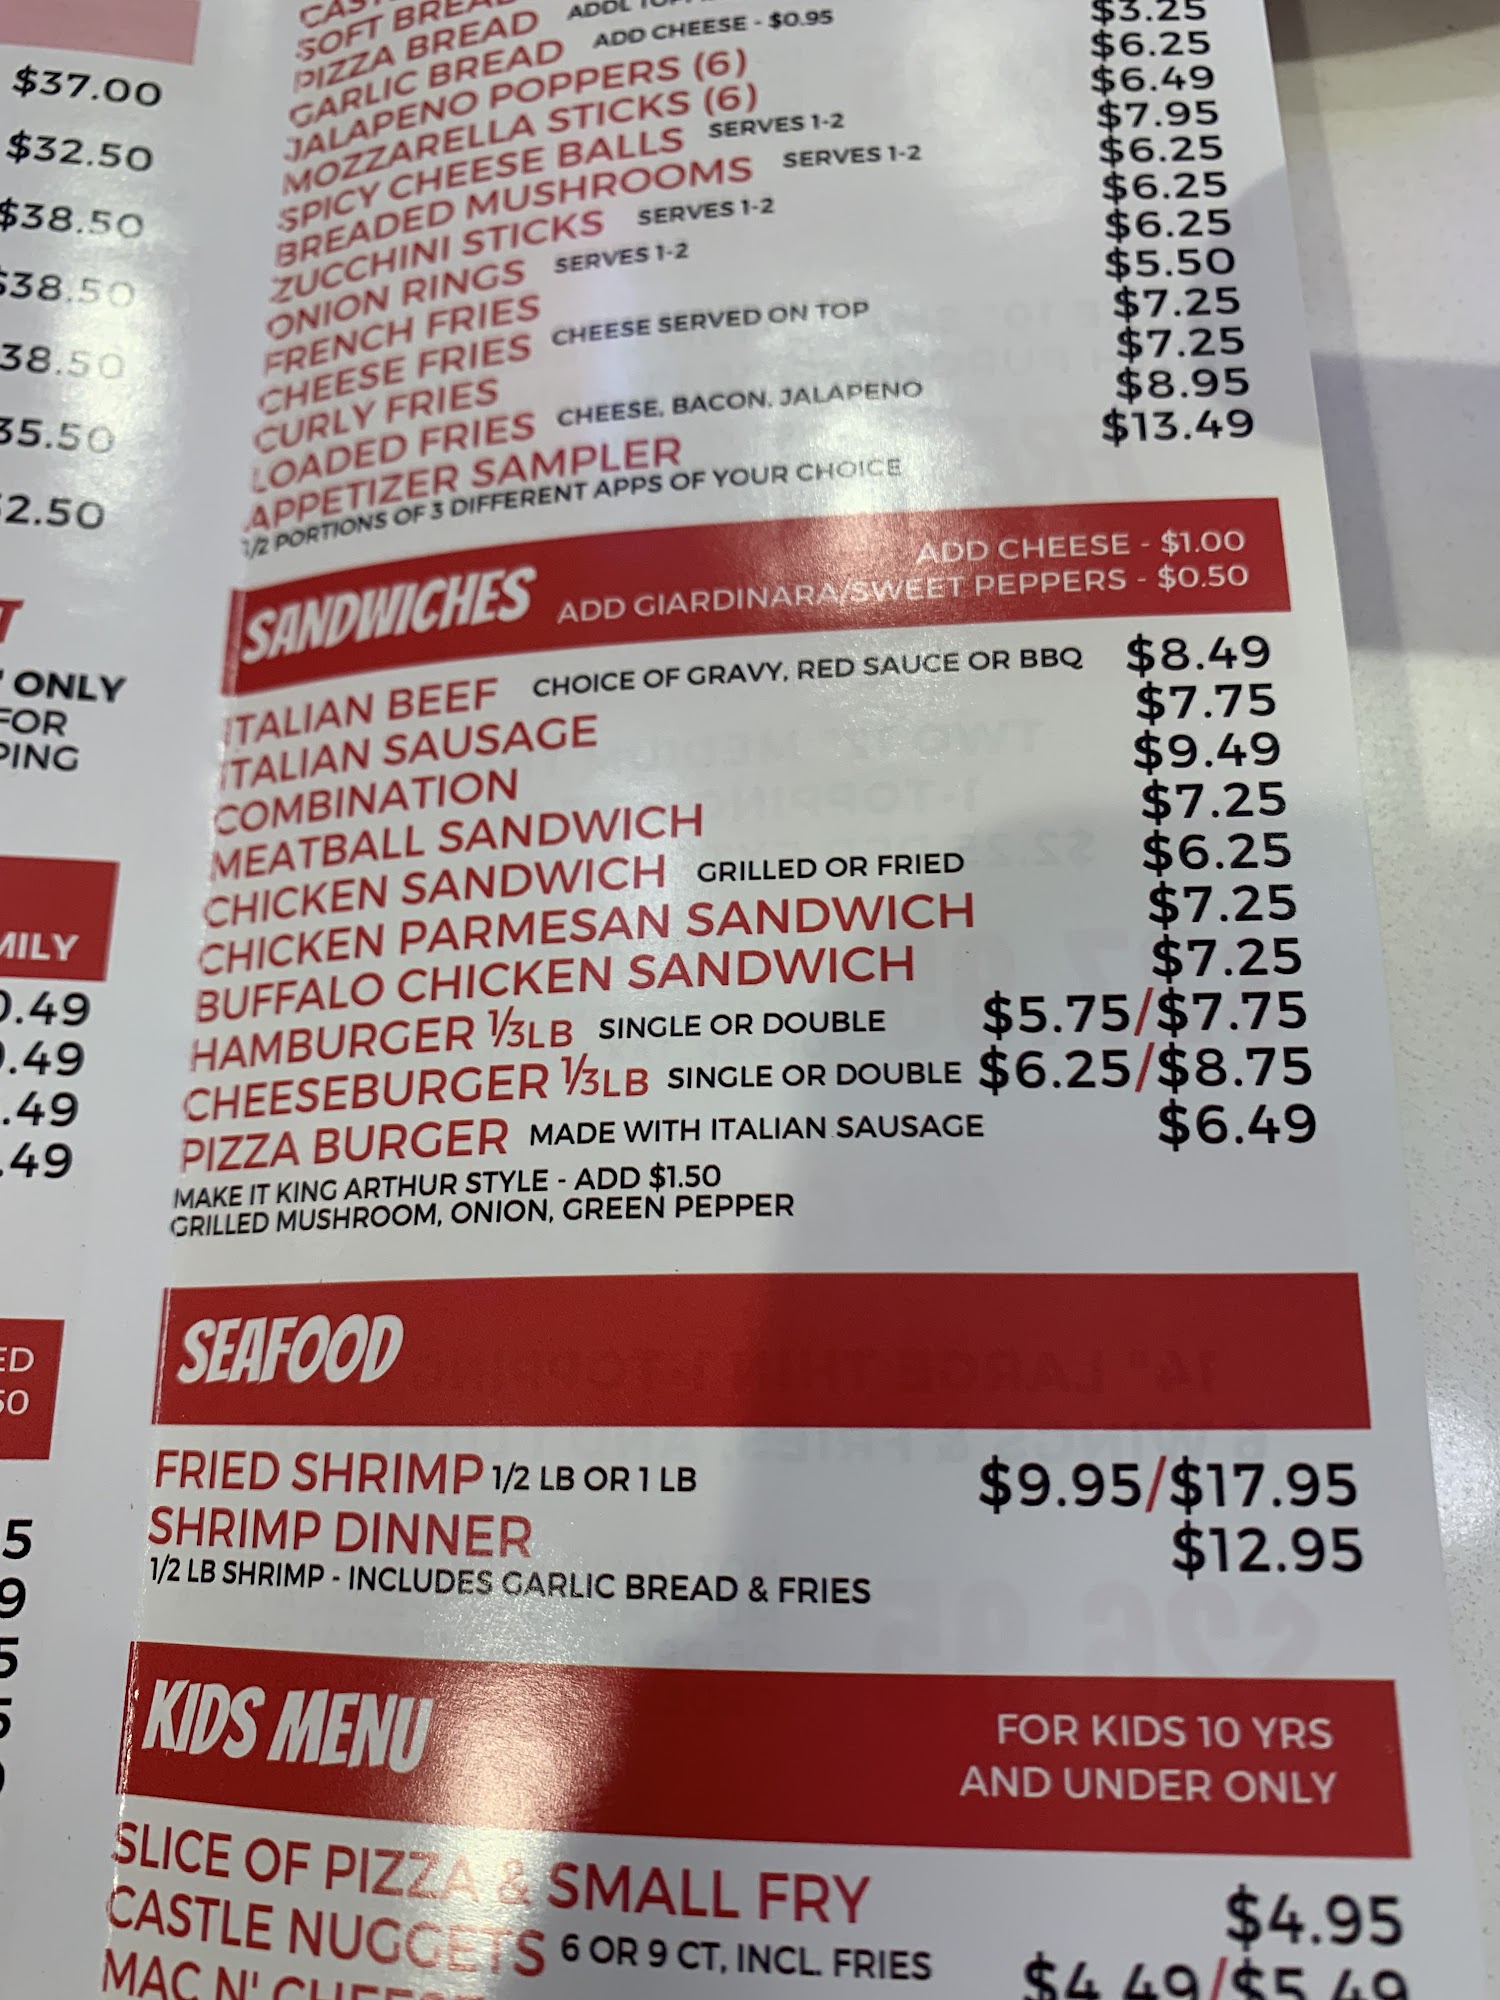 $37.00
$32.50
$38.50
$38.50
38.50
35.50
2.50
ONLY
FOR
PING
MILY
0.49
.49
.49
.49
ED
50
5
9
5
5
SOFT BREAD
PIZZA BREAD $3.25
GARLIC BREAD ADD CHEESE - $0.95 $6.25
JALAPENO POPPERS (6) $6.49
MOZZARELLA STICKS (6) $7.95
SPICY CHEESE BALLS SERVES 1-2 $6.25
BREADED MUSHROOMS SERVES 1-2 $6.25
ZUCCHINI STICKS SERVES 1-2 $6.25
ONION RINGS SERVES 1-2 $5.50
FRENCH FRIES $7.25
CHEESE FRIES CHEESE SERVED ON TOP $7.25
CURLY FRIES $8.95
LOADED FRIES CHEESE, BACON, JALAPENO $13.49
APPETIZER SAMPLER
1/2 PORTIONS OF 3 DIFFERENT APPS OF YOUR CHOICE
SANDWICHES
ADD CHEESE - $1.00
ADD GIARDINARA/SWEET PEPPERS - $0.50
ITALIAN BEEF CHOICE OF GRAVY, RED SAUCE OR BBQ $8.49
ITALIAN SAUSAGE $7.75
COMBINATION $9.49
MEATBALL SANDWICH $7.25
CHICKEN SANDWICH GRILLED OR FRIED $6.25
CHICKEN PARMESAN SANDWICH $7.25
BUFFALO CHICKEN SANDWICH $7.25
HAMBURGER 1/3LB SINGLE OR DOUBLE $5.75/$7.75
CHEESEBURGER 1/3LB SINGLE OR DOUBLE $6.25/$8.75
PIZZA BURGER MADE WITH ITALIAN SAUSAGE $6.49
MAKE IT KING ARTHUR STYLE - ADD $1.50
GRILLED MUSHROOM, ONION, GREEN PEPPER
SEAFOOD
FRIED SHRIMP 1/2 LB OR 1 LB $9.95/$17.95
SHRIMP DINNER $12.95
1/2 LB SHRIMP - INCLUDES GARLIC BREAD & FRIES
KIDS MENU
FOR KIDS 10 YRS
AND UNDER ONLY
SLICE OF PIZZA & SMALL FRY $4.95
CASTLE NUGGETS 6 OR 9 CT, INCL. FRIES $4.49/$5.49
MAC N' CHEESE